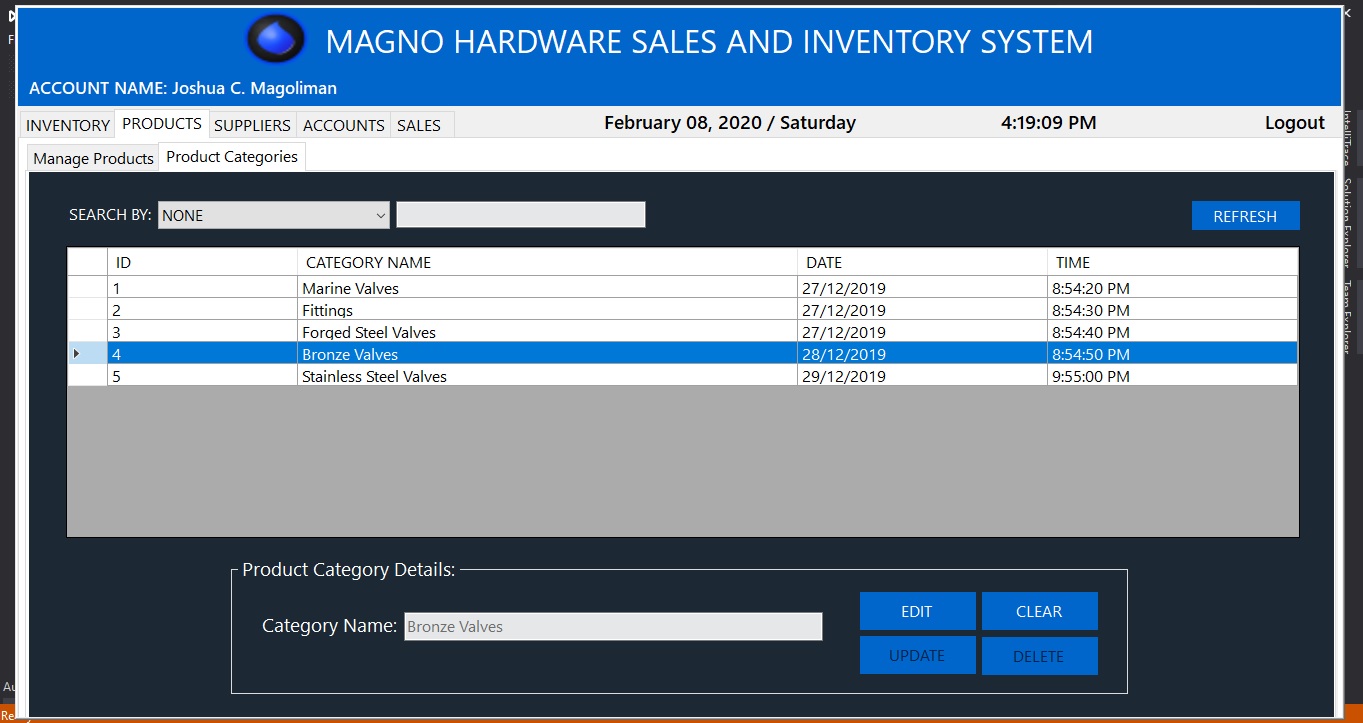 MAGNO HARDWARE SALES AND INVENTORY SYSTEM
ACCOUNT NAME: Joshua C. Magoliman
INVENTORY PRODUCTS SUPPLIERS ACCOUNTS SALES February 08, 2020 / Saturday 4:19:09 PM Logout
Manage Products Product Categories
SEARCH BY: NONE REFRESH
ID CATEGORY NAME DATE TIME
1 Marine Valves 27/12/2019 8:54:20 PM
2 Fittings 27/12/2019 8:54:30 PM
3 Forged Steel Valves 27/12/2019 8:54:40 PM
4 Bronze Valves 28/12/2019 8:54:50 PM
5 Stainless Steel Valves 29/12/2019 9:55:00 PM
Product Category Details:
Category Name: Bronze Valves
EDIT CLEAR
UPDATE DELETE
IntelliTrace
Solution Explorer
Team Explorer